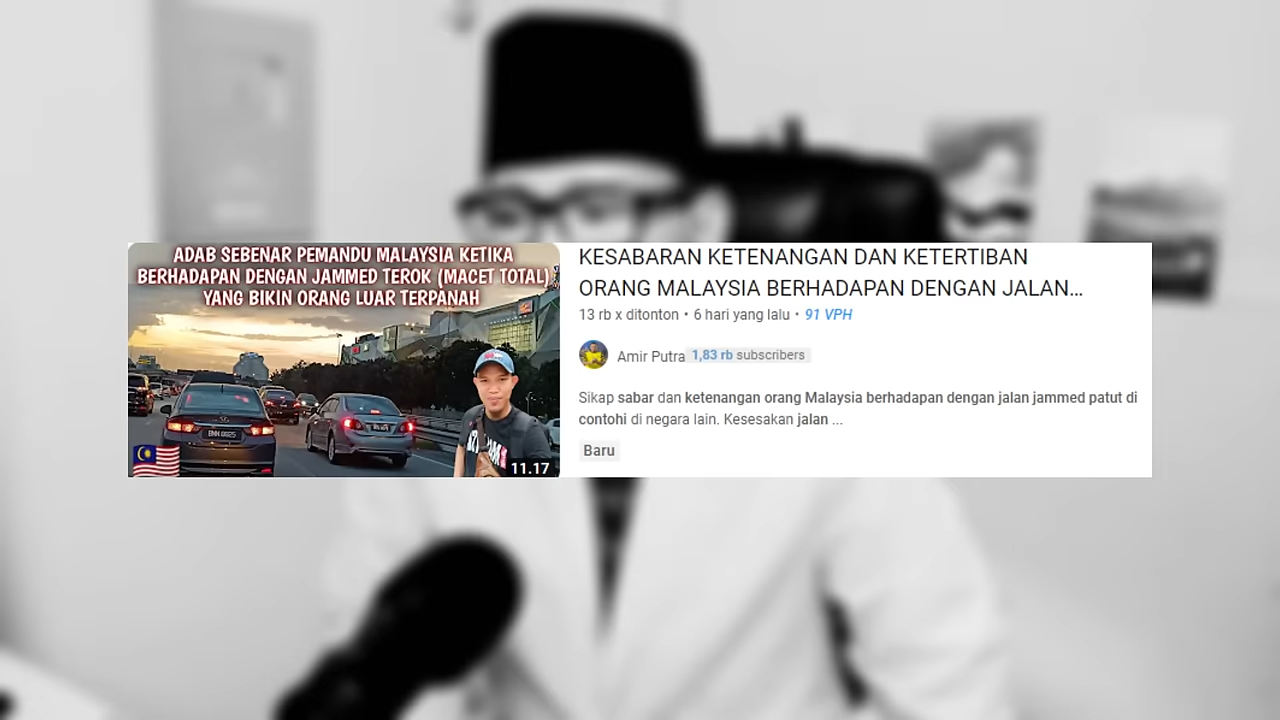 ADAB SEBENAR PEMANDU MALAYSIA KETIKA
BERHADAPAN DENGAN JAMMED TEROK (MACET TOTAL)
YANG BIKIN ORANG LUAR TERPANAH
11.17
KESABARAN KETENANGAN DAN KETERTIBAN
ORANG MALAYSIA BERHADAPAN DENGAN JALAN...
13 rb x ditonton • 6 hari yang lalu • 91 VPH
Amir Putra 1,83 rb subscribers
Sikap sabar dan ketenangan orang Malaysia berhadapan dengan jalan jammed patut di
contohi di negara lain. Kesesakan jalan ...
Baru